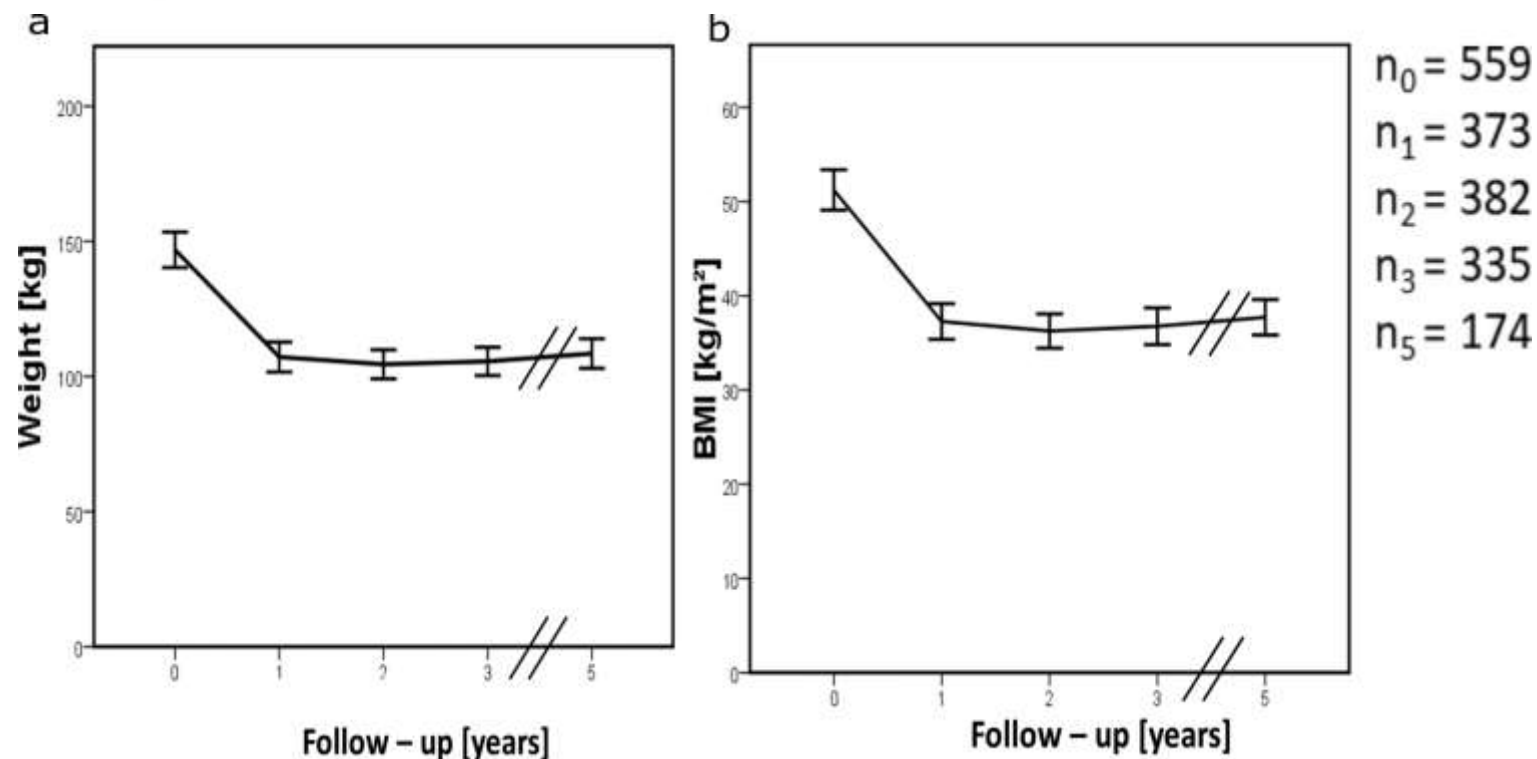 a
Weight [kg]
200
150
100
50
0
0 1 2 3 5
Follow – up [years]
b
BMI [kg/m²]
60
50
40
30
20
10
0
0 1 2 3 5
Follow – up [years]
n₀ = 559
n₁ = 373
n₂ = 382
n₃ = 335
n₅ = 174